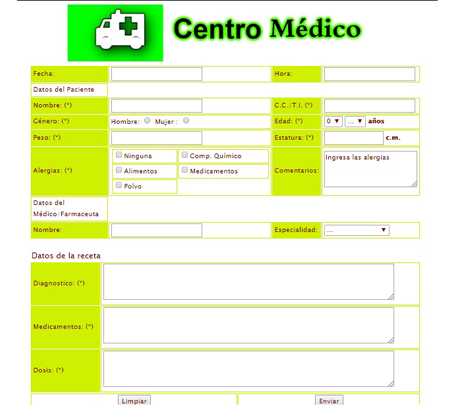 Centro Médico
Fecha: Hora:
Datos del Paciente
Nombre: (*) C.C./T.I. (*)
Género: (*) Hombre: Mujer : Edad: (*) 0 ... años
Peso: (*) Estatura: (*) c.m.
Alergias: (*) Ninguna Comp. Químico Comentarios: Ingresa las alergias
Alimentos Medicamentos
Polvo
Datos del
Médico/Farmaceuta
Nombre: Especialidad: ...
Datos de la receta
Diagnostico: (*)
Medicamentos: (*)
Dosis: (*)
Limpiar Enviar